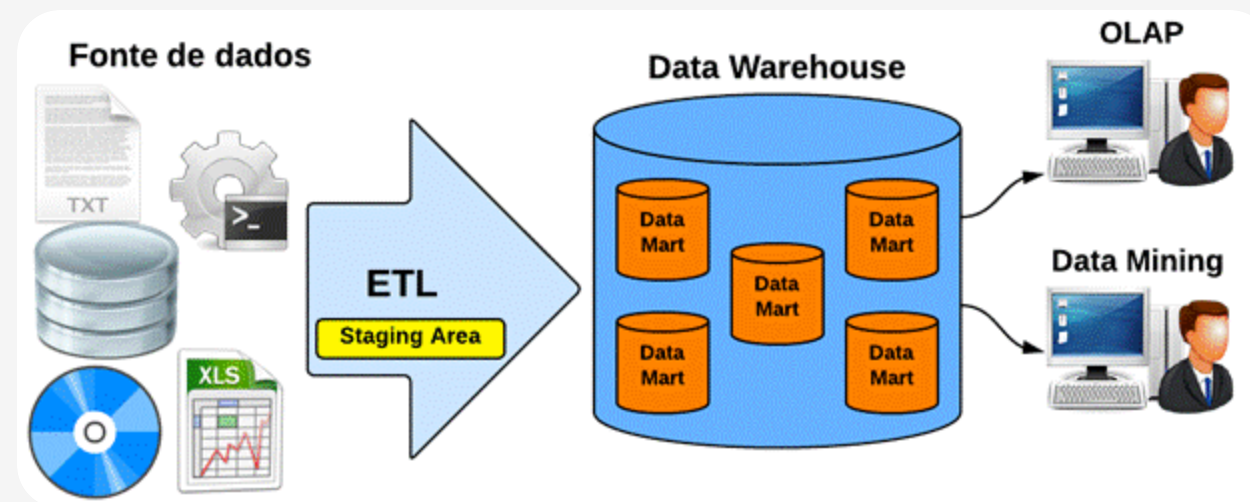 Fonte de dados
TXT
>_
XLS
ETL
Staging Area
Data Warehouse
Data
Mart
Data
Mart
Data
Mart
Data
Mart
Data
Mart
OLAP
Data Mining